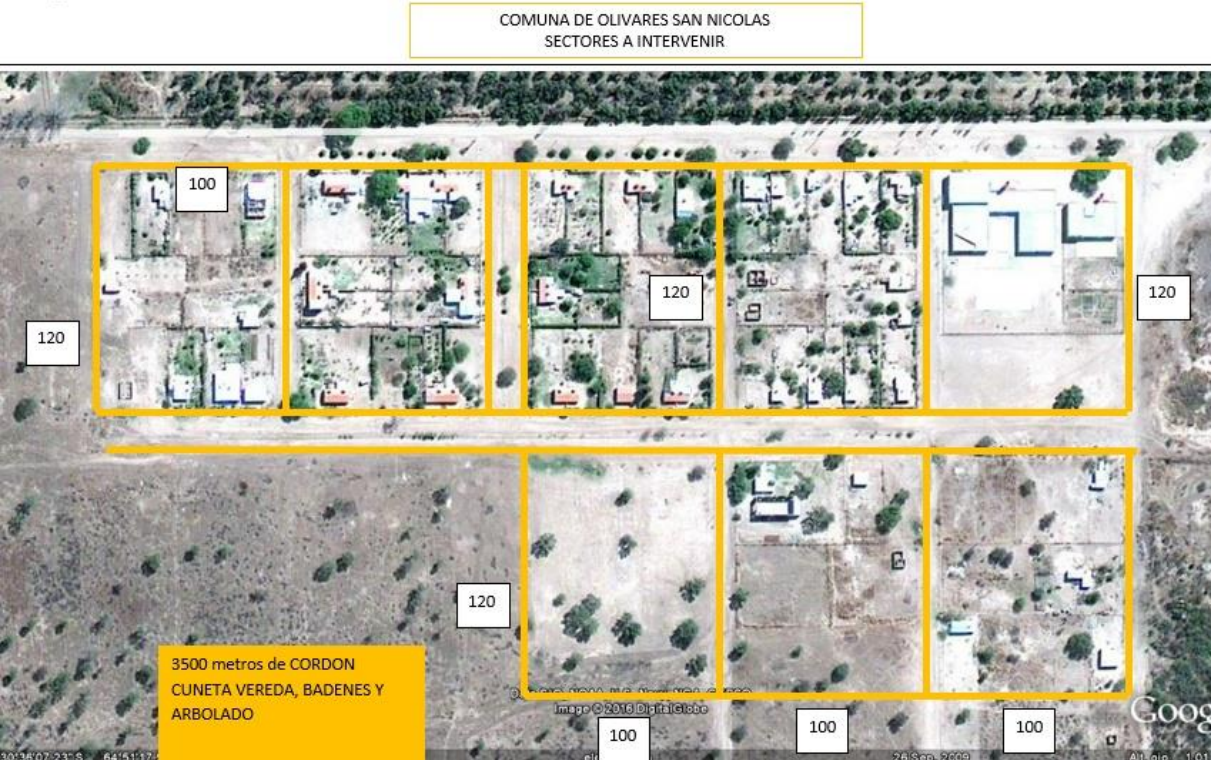 COMUNA DE OLIVARES SAN NICOLAS
SECTORES A INTERVENIR
100
120
120
120
120
3500 metros de CORDON
CUNETA VEREDA, BADENES Y
ARBOLADO
Image © 2016 DigitalGlobe
100
100
100
Goog
26 Sep, 2009